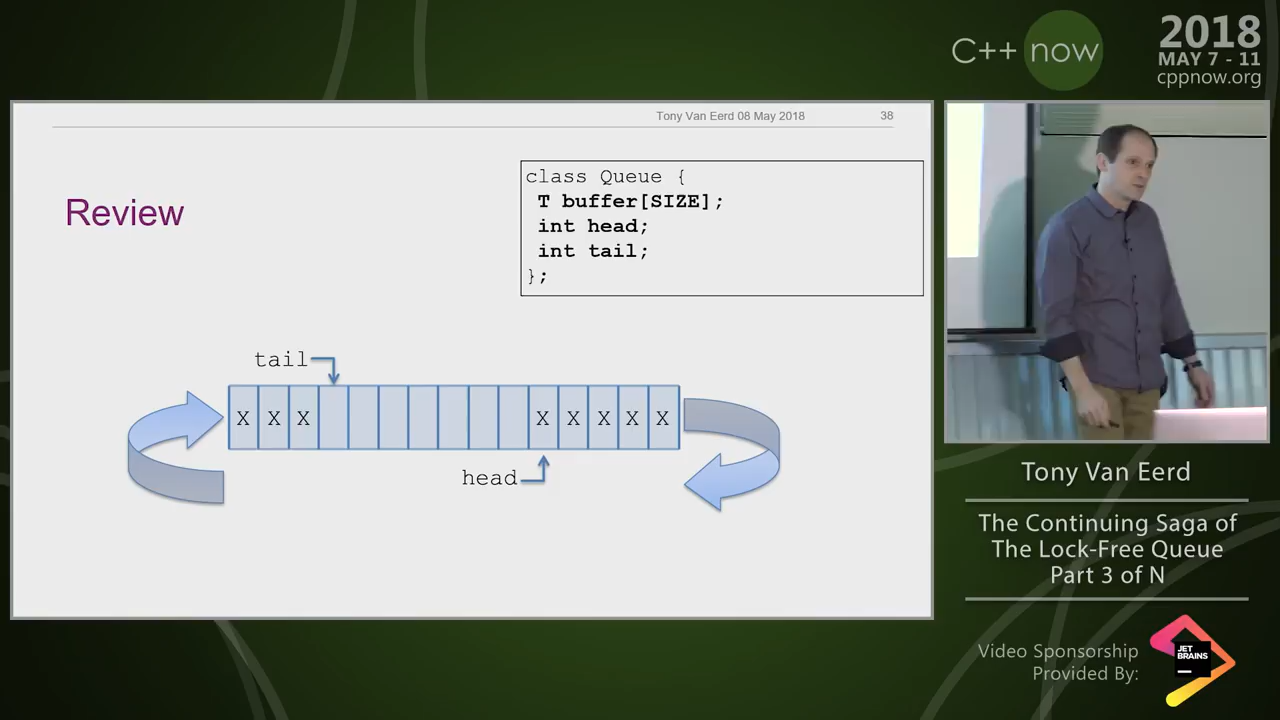 C++ now
2018
MAY 7 - 11
cppnow.org
Tony Van Eerd 08 May 2018
38
Review
class Queue {
T buffer[SIZE];
int head;
int tail;
};
tail
X X X X X X X X
head
Tony Van Eerd
The Continuing Saga of
The Lock-Free Queue
Part 3 of N
Video Sponsorship
Provided By:
JET
BRAINS